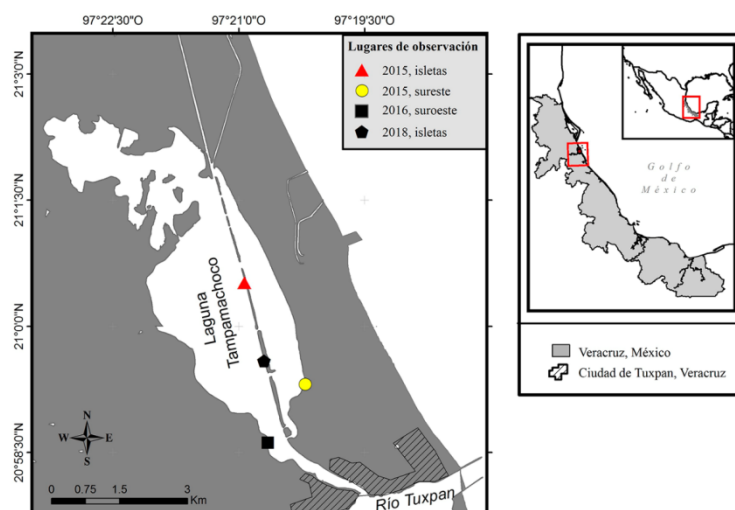 97°22'30"O
97°21'0"O
97°19'30"O
21°3'0"N
21°1'30"N
21°0'0"N
20°58'30"N
Lugares de observación
2015, isletas
2015, sureste
2016, suroeste
2018, isletas
Laguna
Tampamachoco
N
W E
S
0 0.75 1.5 3
Km
Río Tuxpan
Golfo
de
México
Veracruz, México
Ciudad de Tuxpan, Veracruz